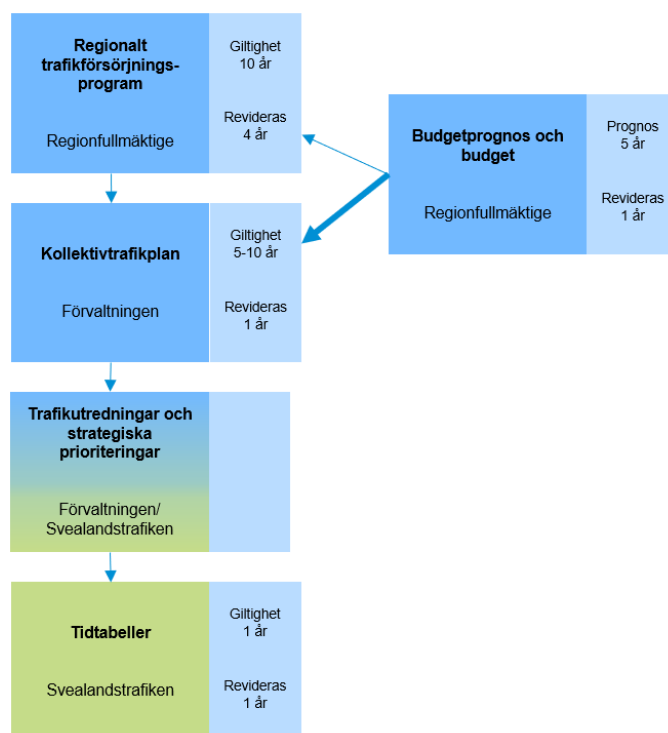 Regionalt
trafikförsörjnings-
program
Regionfullmäktige
Giltighet
10 år
Revideras
4 år
Budgetprognos och
budget
Regionfullmäktige
Prognos
5 år
Revideras
1 år
Kollektivtrafikplan
Förvaltningen
Giltighet
5-10 år
Revideras
1 år
Trafikutredningar och
strategiska
prioriteringar
Förvaltningen/
Svealandstrafiken
Tidtabeller
Svealandstrafiken
Giltighet
1 år
Revideras
1 år